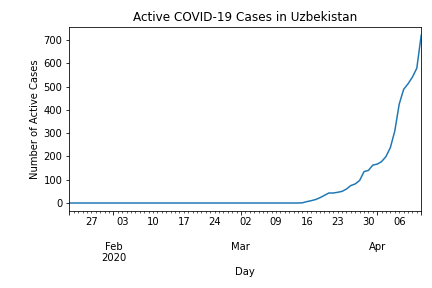 Active COVID-19 Cases in Uzbekistan
700
600
500
400
300
200
100
0
Number of Active Cases
27 03 10 17 24 02 09 16 23 30 06
Feb Mar Apr
2020
Day